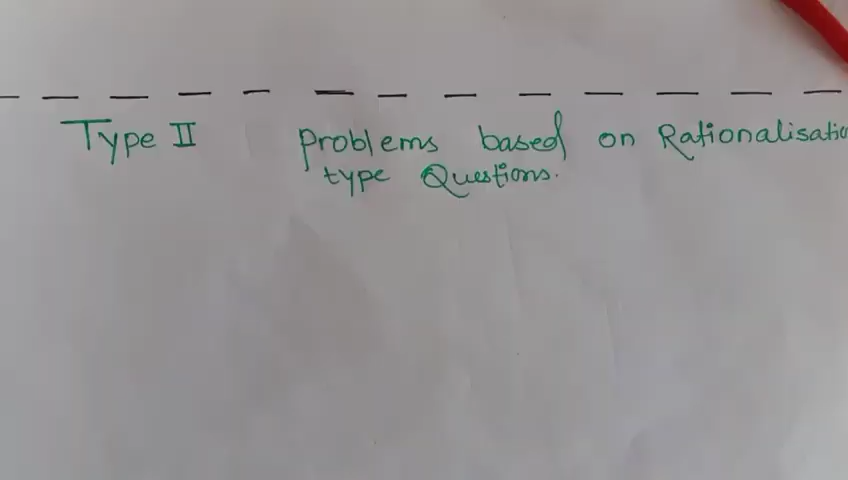 Type II problems based on Rationalisatio
type Questions.